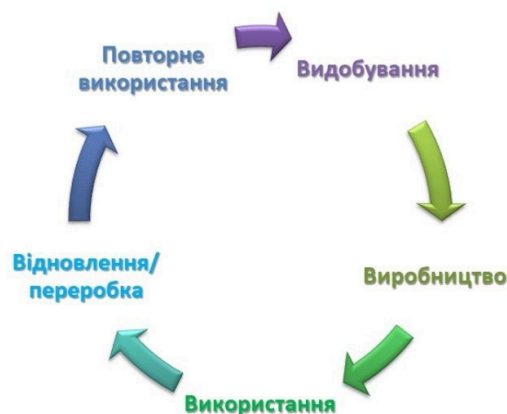 Повторне
використання
Видобування
Виробництво
Використання
Відновлення/
переробка